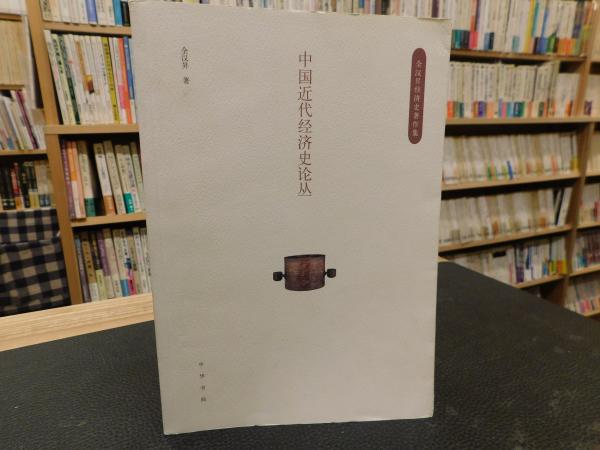 全汉昇经济史著作集
中国近代经济史论丛
全汉昇 著
中华书局